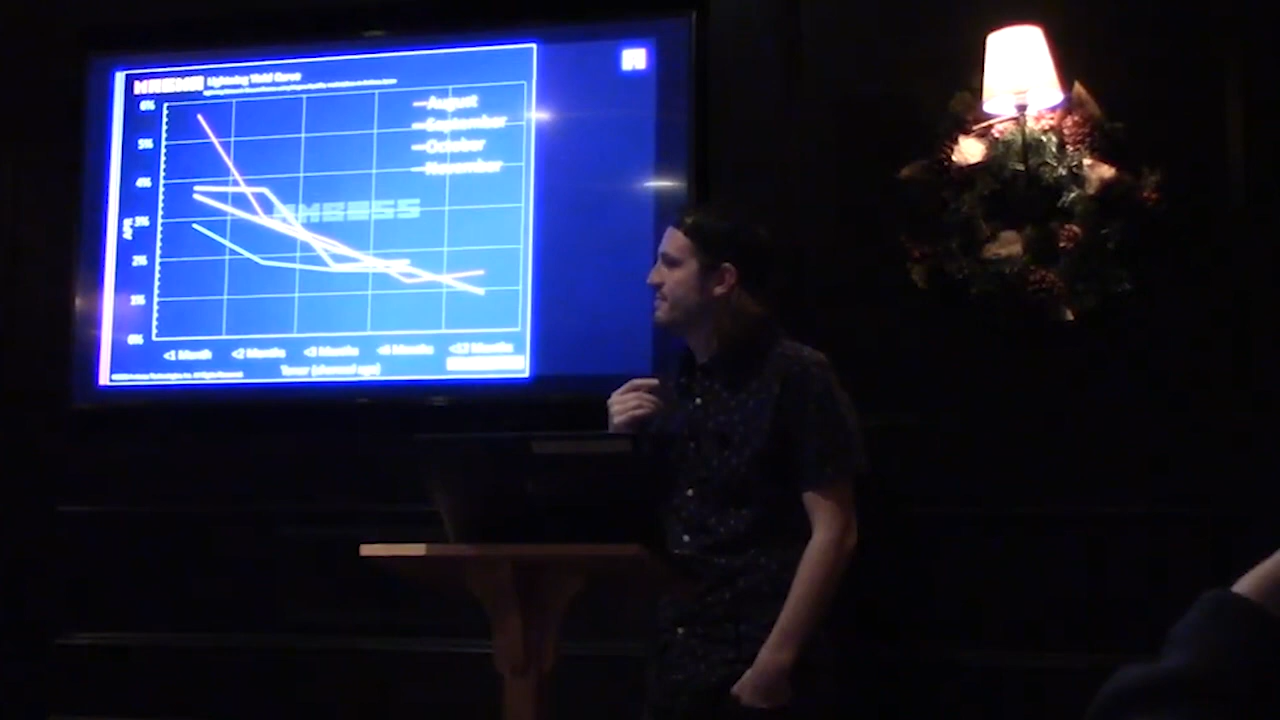 Lightning Yield Curve
August
September
October
November
AMBOSS
6%
5%
4%
3%
2%
1%
0%
APR
<1 Month <2 Months <3 Months <6 Months <12 Months
Tenor (channel age)